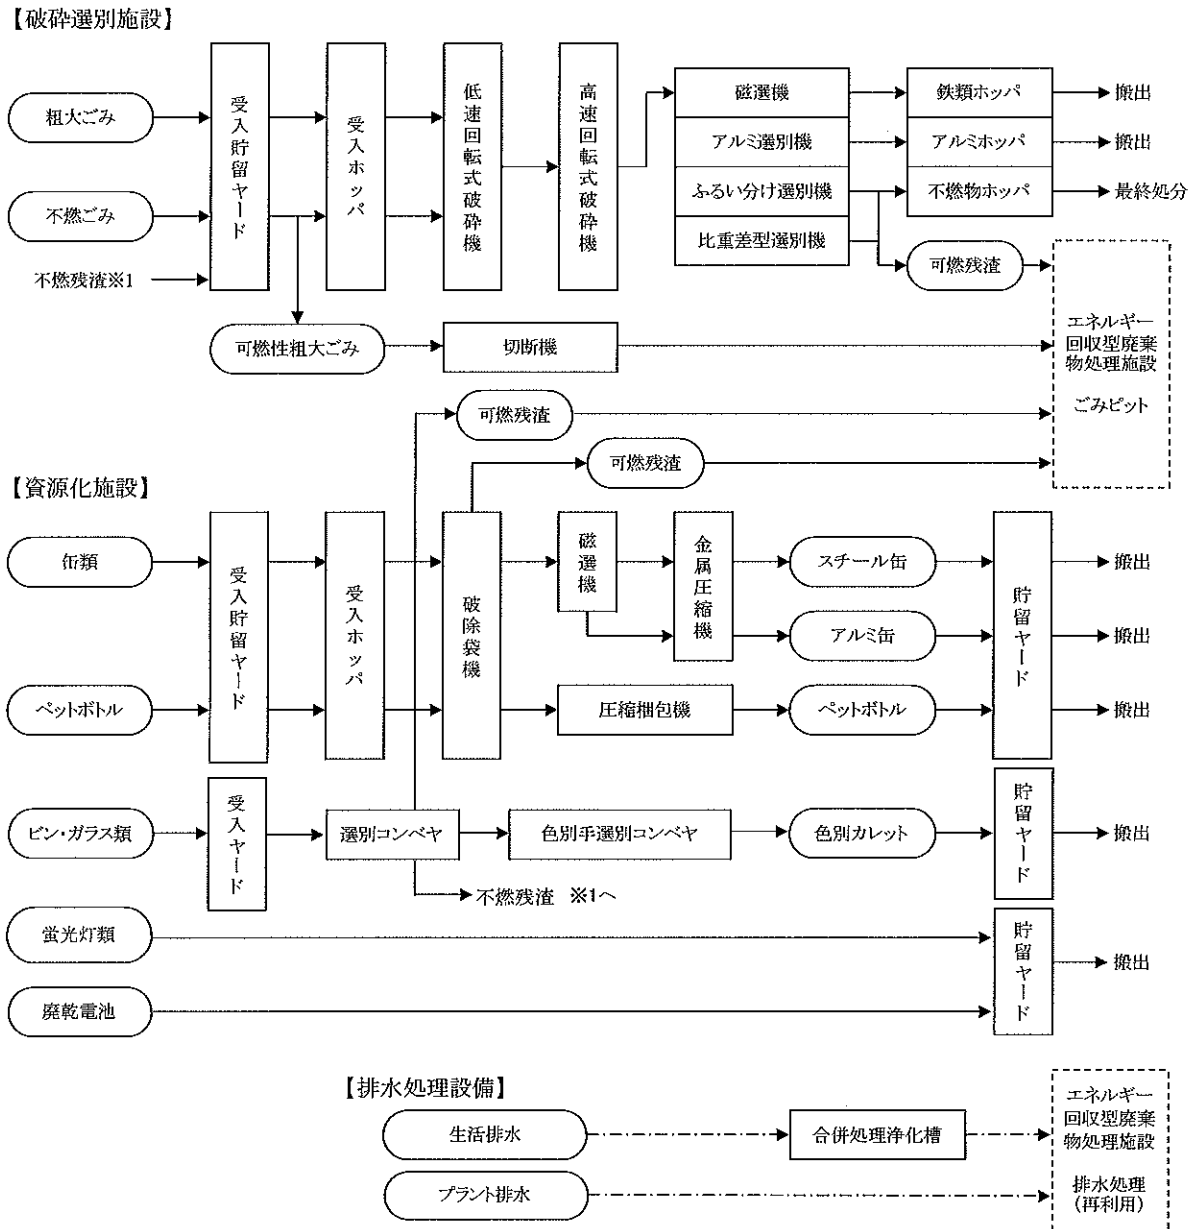 【破砕選別施設】
粗大ごみ
不燃ごみ
不燃残渣※1
受入貯留ヤード
受入ホッパ
低速回転式破砕機
高速回転式破砕機
磁選機
アルミ選別機
ふるい分け選別機
比重差型選別機
鉄類ホッパ
アルミホッパ
不燃物ホッパ
搬出
搬出
最終処分
可燃残渣
可燃性粗大ごみ
切断機
エネルギー
回収型廃棄
物処理施設
ごみピット
可燃残渣
可燃残渣
【資源化施設】
缶類
ペットボトル
受入貯留ヤード
受入ホッパ
破除袋機
磁選機
金属圧縮機
スチール缶
アルミ缶
圧縮梱包機
ペットボトル
貯留ヤード
搬出
搬出
搬出
ビン・ガラス類
受入ヤード
選別コンベヤ
色別手選別コンベヤ
色別カレット
貯留ヤード
搬出
不燃残渣 ※1へ
蛍光灯類
廃乾電池
貯留ヤード
搬出
【排水処理設備】
生活排水
合併処理浄化槽
プラント排水
エネルギー
回収型廃棄
物処理施設
排水処理
(再利用)